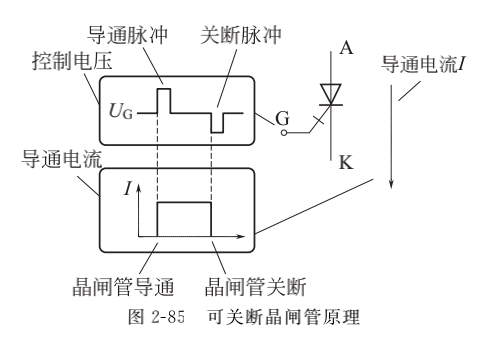 导通脉冲 关断脉冲
控制电压
A
导通电流I
UG
G
导通电流
K
I
晶闸管导通 晶闸管关断
图 2-85 可关断晶闸管原理